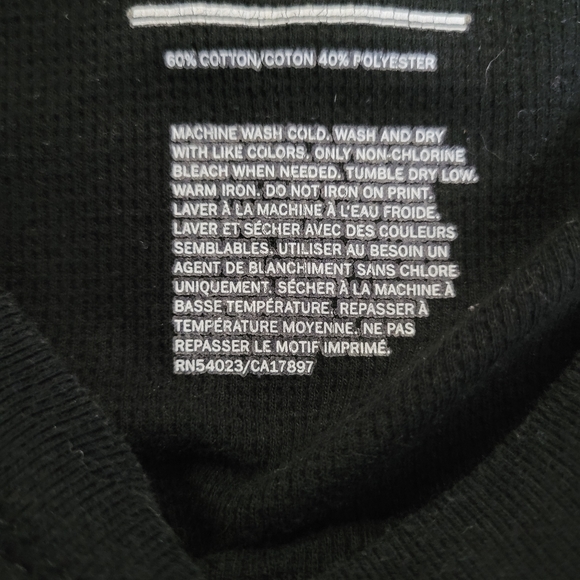 60% COTTON/COTON 40% POLYESTER
MACHINE WASH COLD. WASH AND DRY
WITH LIKE COLORS. ONLY NON-CHLORINE
BLEACH WHEN NEEDED. TUMBLE DRY LOW.
WARM IRON. DO NOT IRON ON PRINT.
LAVER À LA MACHINE À L'EAU FROIDE.
LAVER ET SÉCHER AVEC DES COULEURS
SEMBLABLES. UTILISER AU BESOIN UN
AGENT DE BLANCHIMENT SANS CHLORE
UNIQUEMENT. SÉCHER À LA MACHINE À
BASSE TEMPÉRATURE. REPASSER À
TEMPÉRATURE MOYENNE. NE PAS
REPASSER LE MOTIF IMPRIMÉ.
RN54023/CA17897